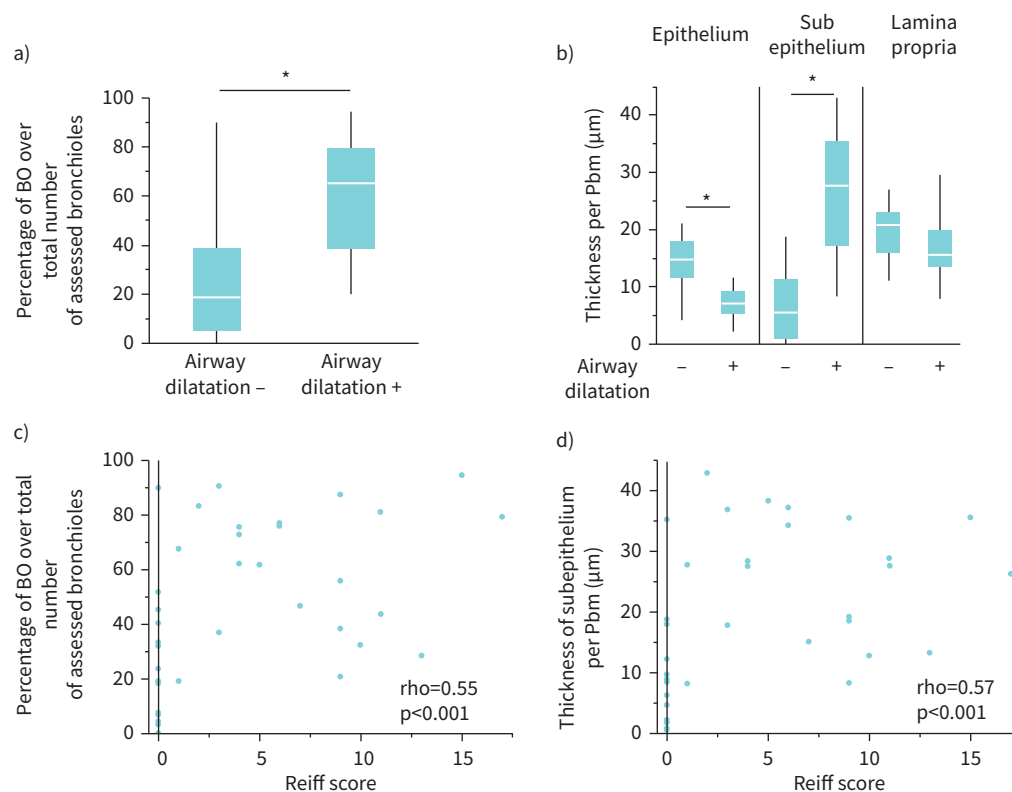 a)
*
Percentage of BO over
total number
of assessed bronchioles
100
80
60
40
20
0
Airway
dilatation –
Airway
dilatation +
b)
Epithelium
Sub
epithelium
Lamina
propria
*
*
Thickness per Pbm (µm)
40
30
20
10
0
Airway
dilatation
– + – + – +
c)
Percentage of BO over total
number
of assessed bronchioles
100
80
60
40
20
0
rho=0.55
p<0.001
0 5 10 15
Reiff score
d)
Thickness of subepithelium
per Pbm (µm)
40
30
20
10
0
rho=0.57
p<0.001
0 5 10 15
Reiff score